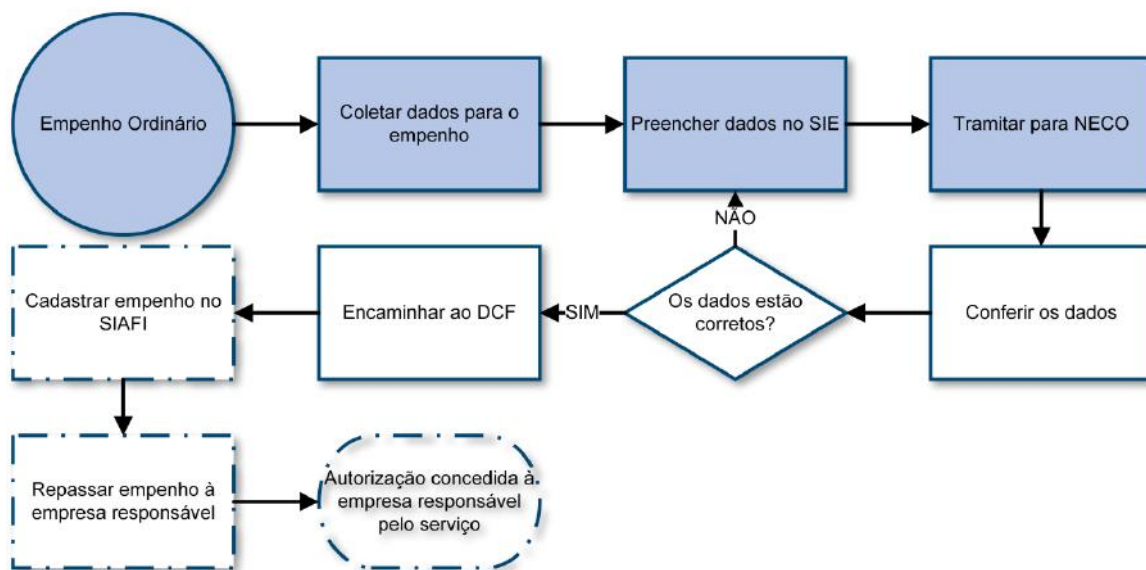 Empenho Ordinário
Coletar dados para o
empenho
Preencher dados no SIE
Tramitar para NECO
Conferir os dados
Os dados estão
corretos?
NÃO
SIM
Encaminhar ao DCF
Cadastrar empenho no
SIAFI
Repassar empenho à
empresa responsável
Autorização concedida à
empresa responsável
pelo serviço